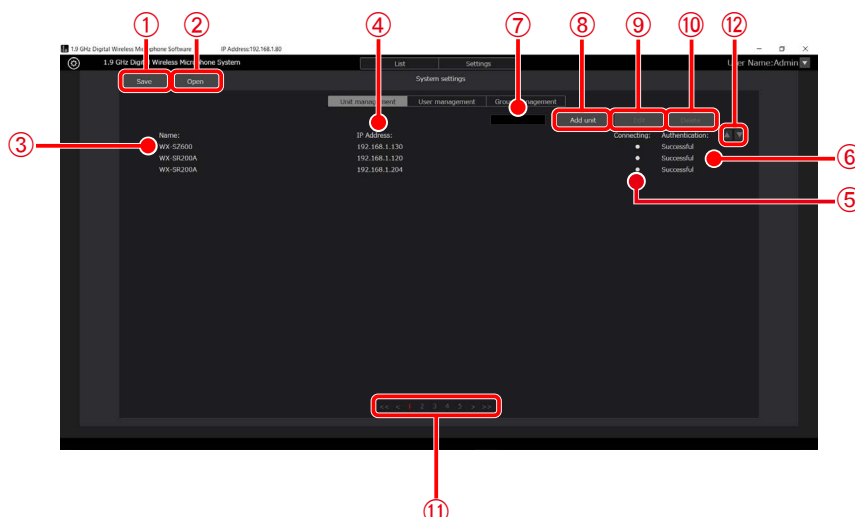 ① ② ④ ⑦ ⑧ ⑨ ⑩ ⑫
1.9 GHz Digital Wireless Microphone Software IP Address:192.168.1.80
1.9 GHz Digital Wireless Microphone System List Settings User Name:Admin
Save Open System settings
Unit management User management Group management
Add unit Edit Delete
Name: IP Address: Connecting: Authentication:
③ WX-SZ600 192.168.1.130 Successful
WX-SR200A 192.168.1.120 Successful ⑥
WX-SR200A 192.168.1.204 Successful
⑤
<< < 1 2 3 4 5 > >>
⑪